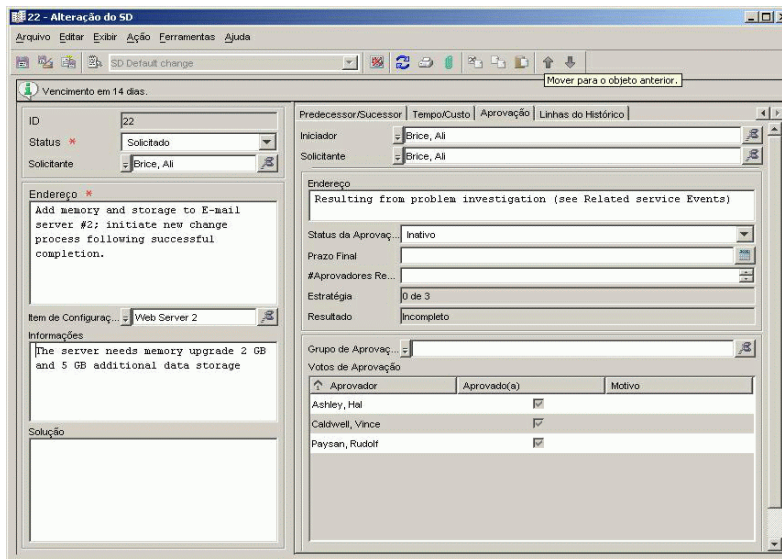 22 - Alteração do SD
Arquivo Editar Exibir Ação Ferramentas Ajuda
SD Default change
Mover para o objeto anterior.
Vencimento em 14 dias.
ID 22
Status * Solicitado
Solicitante Brice, Ali
Endereço *
Add memory and storage to E-mail
server #2; initiate new change
process following successful
completion.
Item de Configuraç... Web Server 2
Informações
The server needs memory upgrade 2 GB
and 5 GB additional data storage
Solução
Predecessor/Sucessor Tempo/Custo Aprovação Linhas do Histórico
Iniciador Brice, Ali
Solicitante Brice, Ali
Endereço
Resulting from problem investigation (see Related service Events)
Status da Aprovaç... Inativo
Prazo Final
#Aprovadores Re...
Estratégia 0 de 3
Resultado Incompleto
Grupo de Aprovaç...
Votos de Aprovação
Aprovador Aprovado(a) Motivo
Ashley, Hal
Caldwell, Vince
Paysan, Rudolf